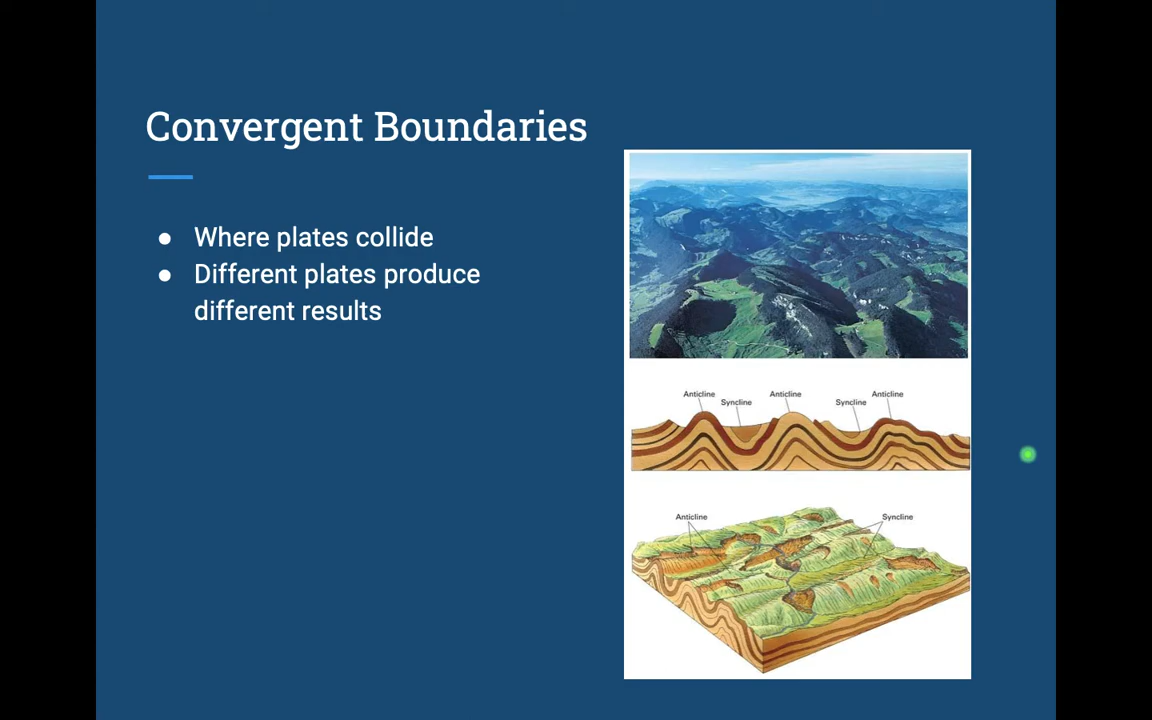 Convergent Boundaries
● Where plates collide
● Different plates produce
different results
Anticline Syncline Anticline Syncline Anticline
Anticline Syncline